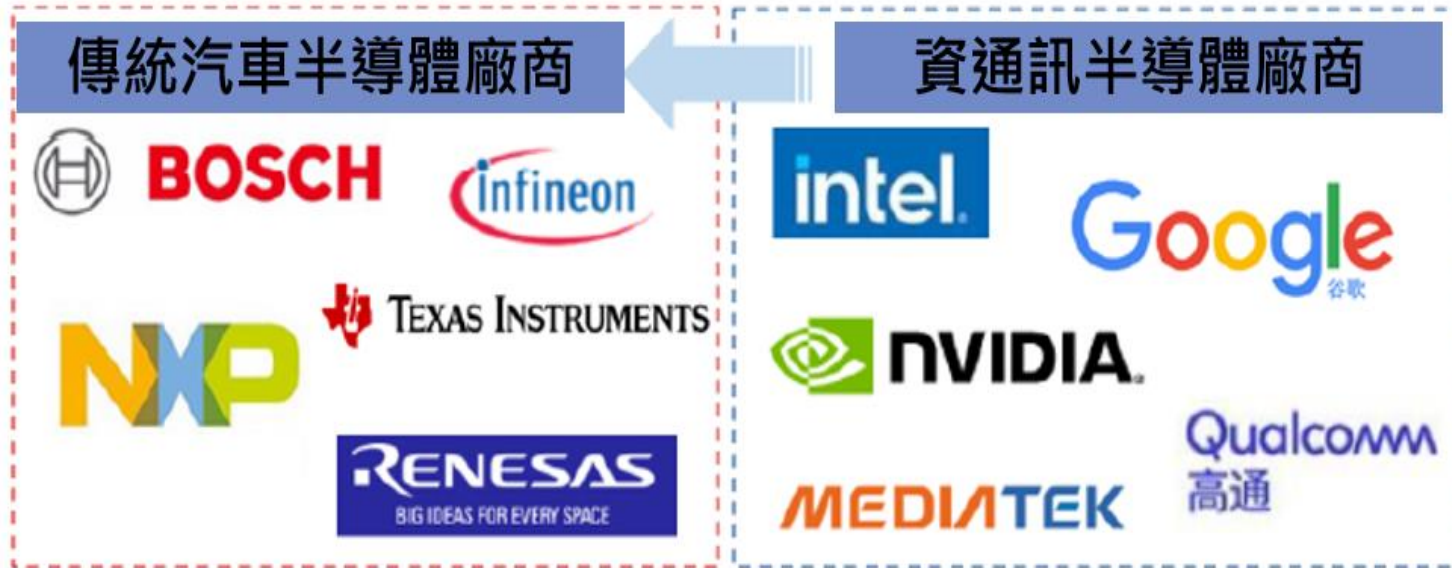 傳統汽車半導體廠商
資通訊半導體廠商
BOSCH
infineon
TEXAS INSTRUMENTS
NXP
RENESAS
BIG IDEAS FOR EVERY SPACE
intel.
Google
谷歌
NVIDIA.
Qualcomm
高通
MEDIATEK